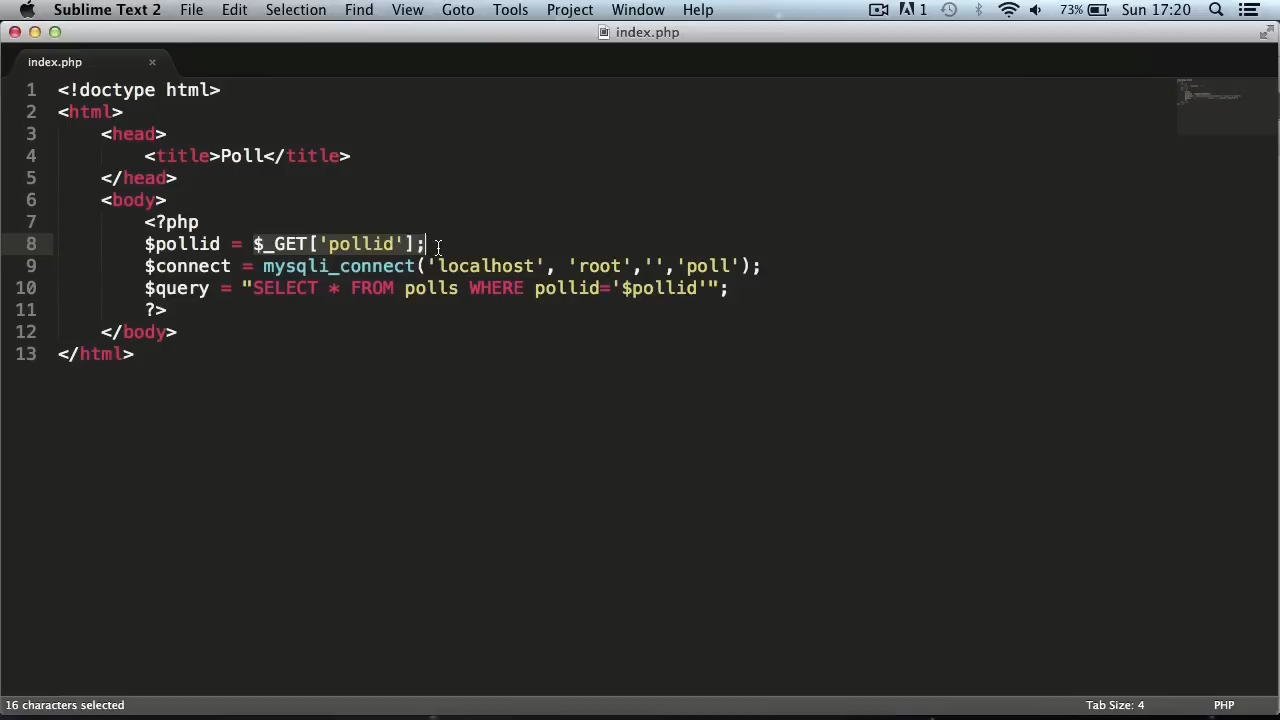 Sublime Text 2 File Edit Selection Find View Goto Tools Project Window Help 1 73% Sun 17:20
index.php
index.php ×
1 <!doctype html>
2 <html>
3 <head>
4 <title>Poll</title>
5 </head>
6 <body>
7 <?php
8 $pollid = $_GET['pollid'];
9 $connect = mysqli_connect('localhost', 'root','','poll');
10 $query = "SELECT * FROM polls WHERE pollid='$pollid'";
11 ?>
12 </body>
13 </html>
16 characters selected Tab Size: 4 PHP